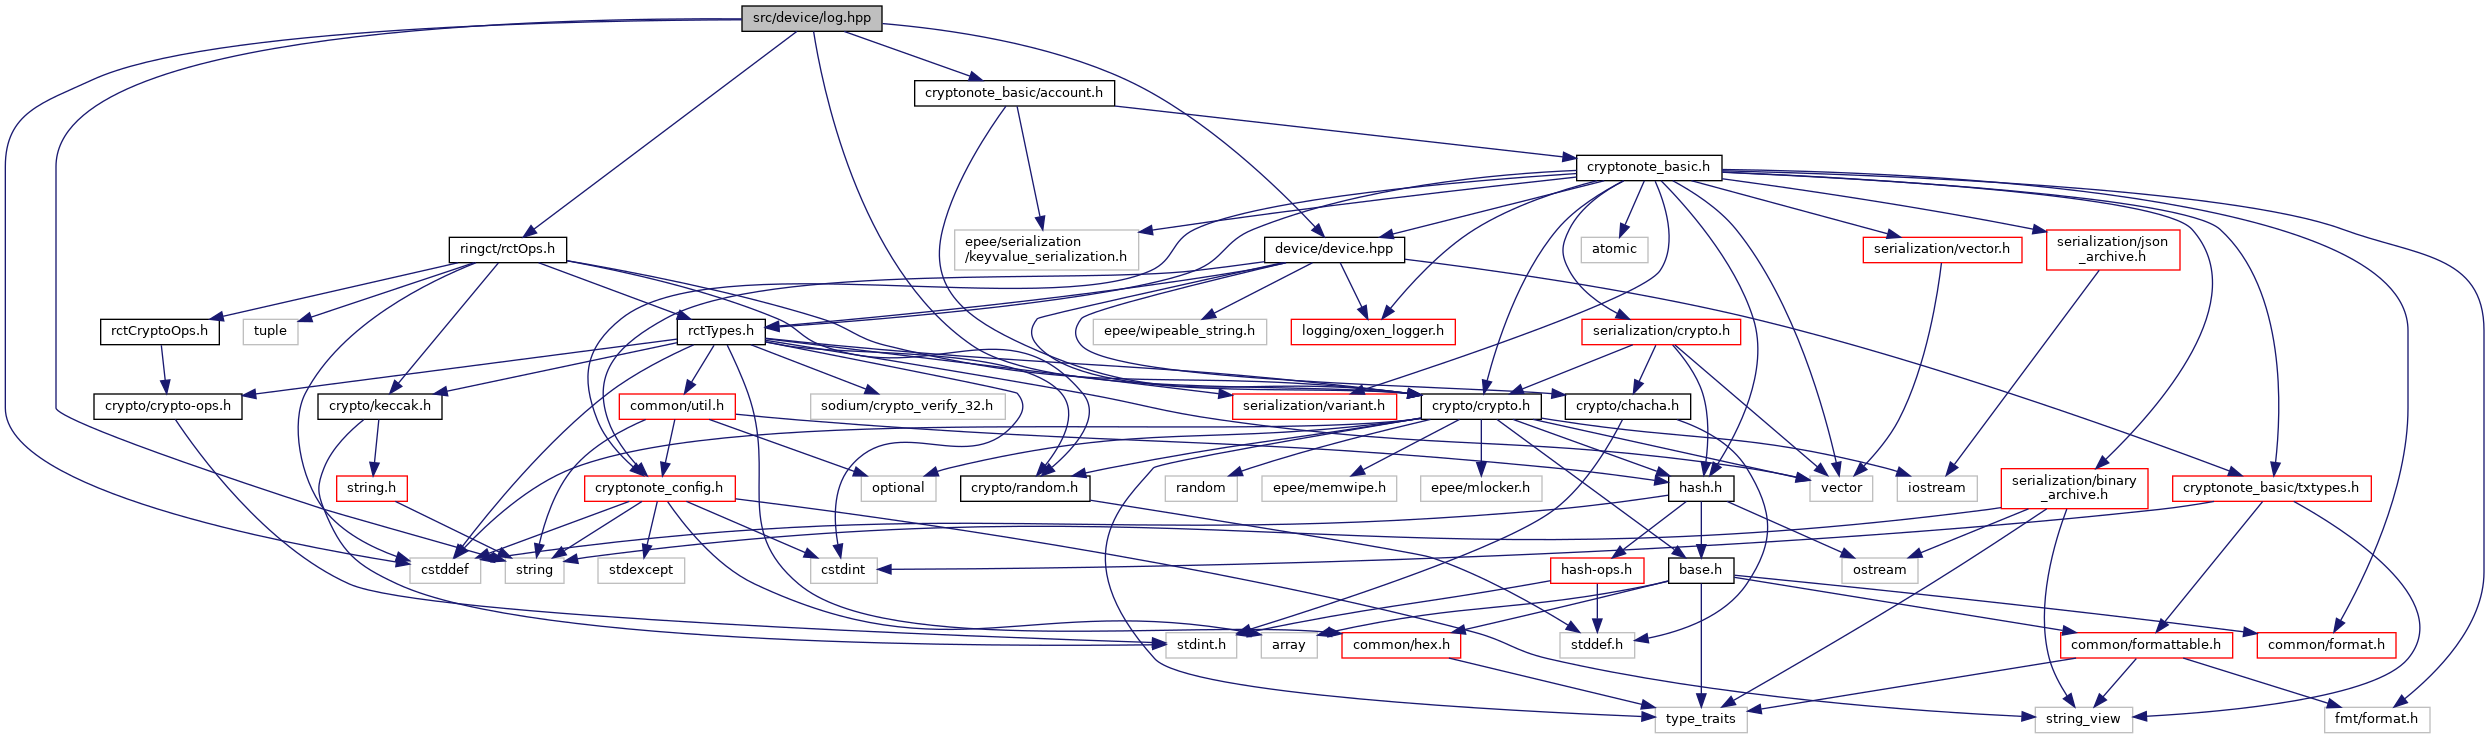 src/device/log.hpp
cryptonote_basic/account.h
cryptonote_basic.h
ringct/rctOps.h
epee/serialization
/keyvalue_serialization.h
device/device.hpp
atomic
serialization/vector.h
serialization/json
_archive.h
rctCryptoOps.h
tuple
rctTypes.h
epee/wipeable_string.h
logging/oxen_logger.h
serialization/crypto.h
crypto/crypto-ops.h
crypto/keccak.h
common/util.h
sodium/crypto_verify_32.h
serialization/variant.h
crypto/crypto.h
crypto/chacha.h
string.h
cryptonote_config.h
optional
crypto/random.h
random
epee/memwipe.h
epee/mlocker.h
hash.h
vector
iostream
serialization/binary
_archive.h
cryptonote_basic/txtypes.h
cstddef
string
stdexcept
cstdint
hash-ops.h
base.h
ostream
stdint.h
array
common/hex.h
stddef.h
common/formattable.h
common/format.h
type_traits
string_view
fmt/format.h